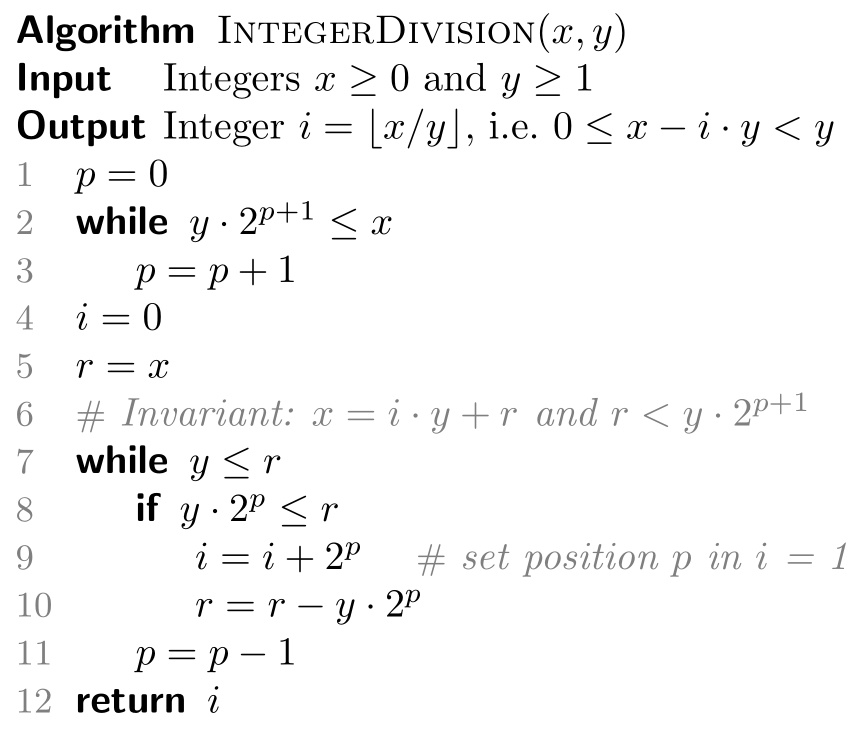 Algorithm INTEGERDIVISION(x, y)
Input Integers x ≥ 0 and y ≥ 1
Output Integer i = ⌊x/y⌋, i.e. 0 ≤ x − i · y < y
1 p = 0
2 while y · 2^{p+1} ≤ x
3 p = p + 1
4 i = 0
5 r = x
6 # Invariant: x = i · y + r and r < y · 2^{p+1}
7 while y ≤ r
8 if y · 2^p ≤ r
9 i = i + 2^p # set position p in i = 1
10 r = r − y · 2^p
11 p = p − 1
12 return i